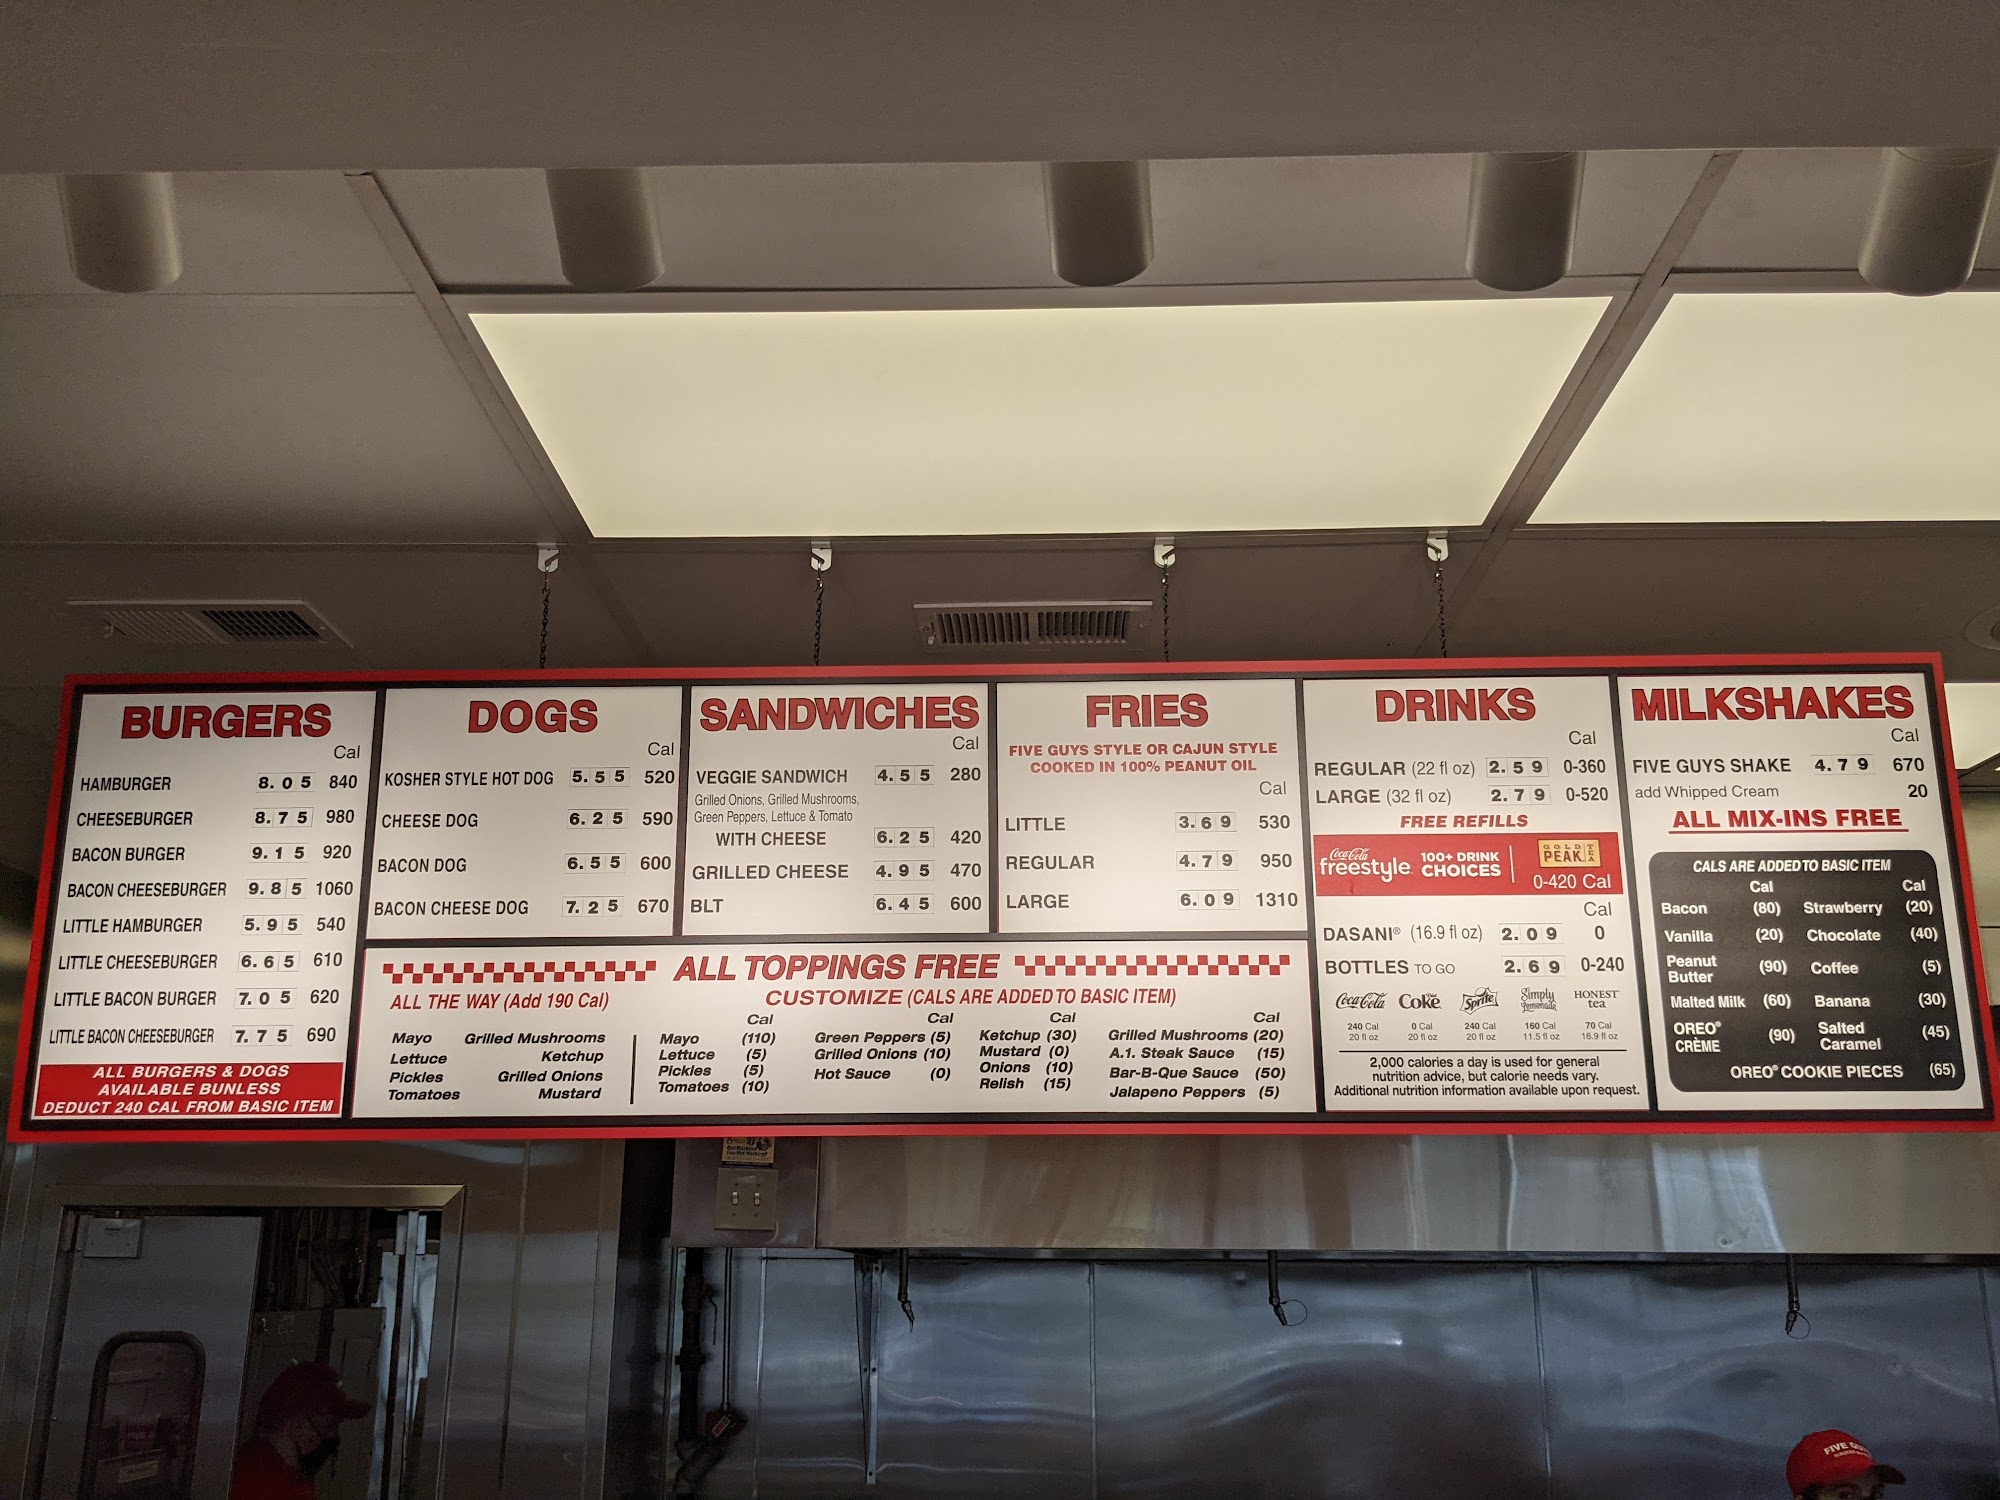 BURGERS
Cal
HAMBURGER 8.05 840
CHEESEBURGER 8.75 980
BACON BURGER 9.15 920
BACON CHEESEBURGER 9.85 1060
LITTLE HAMBURGER 5.95 540
LITTLE CHEESEBURGER 6.65 610
LITTLE BACON BURGER 7.05 620
LITTLE BACON CHEESEBURGER 7.75 690
ALL BURGERS & DOGS
AVAILABLE BUNLESS
DEDUCT 240 CAL FROM BASIC ITEM
DOGS
Cal
KOSHER STYLE HOT DOG 5.55 520
CHEESE DOG 6.25 590
BACON DOG 6.55 600
BACON CHEESE DOG 7.25 670
SANDWICHES
Cal
VEGGIE SANDWICH 4.55 280
Grilled Onions, Grilled Mushrooms,
Green Peppers, Lettuce & Tomato
WITH CHEESE 6.25 420
GRILLED CHEESE 4.95 470
BLT 6.45 600
FRIES
FIVE GUYS STYLE OR CAJUN STYLE
COOKED IN 100% PEANUT OIL
Cal
LITTLE 3.69 530
REGULAR 4.79 950
LARGE 6.09 1310
ALL TOPPINGS FREE
ALL THE WAY (Add 190 Cal)
Mayo Grilled Mushrooms
Lettuce Ketchup
Pickles Grilled Onions
Tomatoes Mustard
CUSTOMIZE (CALS ARE ADDED TO BASIC ITEM)
Cal Cal Cal Cal
Mayo (110) Green Peppers (5) Ketchup (30) Grilled Mushrooms (20)
Lettuce (5) Grilled Onions (10) Mustard (0) A.1. Steak Sauce (15)
Pickles (5) Hot Sauce (0) Onions (10) Bar-B-Que Sauce (50)
Tomatoes (10) Relish (15) Jalapeno Peppers (5)
DRINKS
Cal
REGULAR (22 fl oz) 2.59 0-360
LARGE (32 fl oz) 2.79 0-520
FREE REFILLS
Coca-Cola freestyle 100+ DRINK CHOICES GOLD PEAK TEA
0-420 Cal
Cal
DASANI® (16.9 fl oz) 2.09 0
BOTTLES TO GO 2.69 0-240
Coca-Cola Coke Sprite Simply Lemonade HONEST tea
240 Cal 0 Cal 240 Cal 160 Cal 70 Cal
20 fl oz 20 fl oz 20 fl oz 11.5 fl oz 16.9 fl oz
2,000 calories a day is used for general
nutrition advice, but calorie needs vary.
Additional nutrition information available upon request.
MILKSHAKES
Cal
FIVE GUYS SHAKE 4.79 670
add Whipped Cream 20
ALL MIX-INS FREE
CALS ARE ADDED TO BASIC ITEM
Cal Cal
Bacon (80) Strawberry (20)
Vanilla (20) Chocolate (40)
Peanut Butter (90) Coffee (5)
Malted Milk (60) Banana (30)
OREO® CRÈME (90) Salted Caramel (45)
OREO® COOKIE PIECES (65)
FIVE